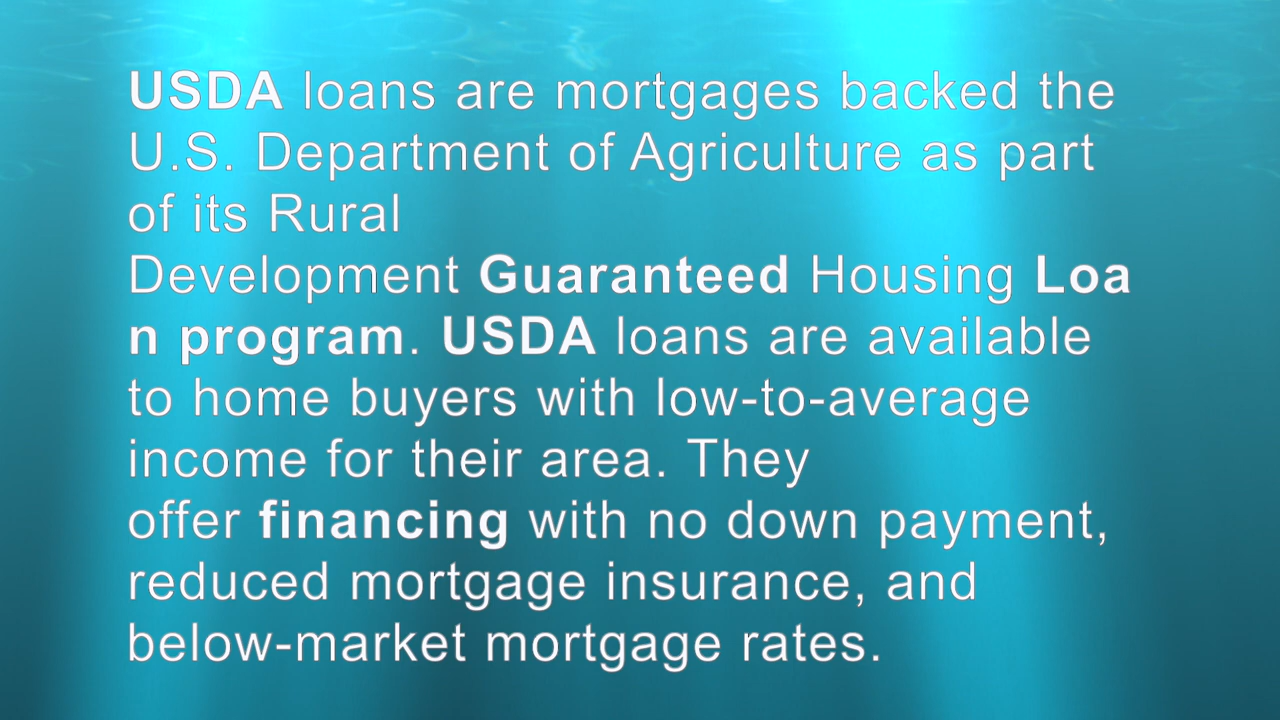 USDA loans are mortgages backed the
U.S. Department of Agriculture as part
of its Rural
Development Guaranteed Housing Loa
n program. USDA loans are available
to home buyers with low-to-average
income for their area. They
offer financing with no down payment,
reduced mortgage insurance, and
below-market mortgage rates.